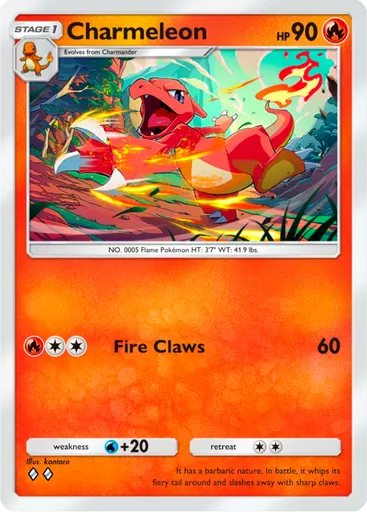 STAGE 1
Charmeleon
HP 90
Evolves from Charmander
NO. 0005 Flame Pokémon HT: 3'7" WT: 41.9 lbs.
Fire Claws 60
weakness +20 retreat
Illus. kantaro
It has a barbaric nature. In battle, it whips its
fiery tail around and slashes away with sharp claws.